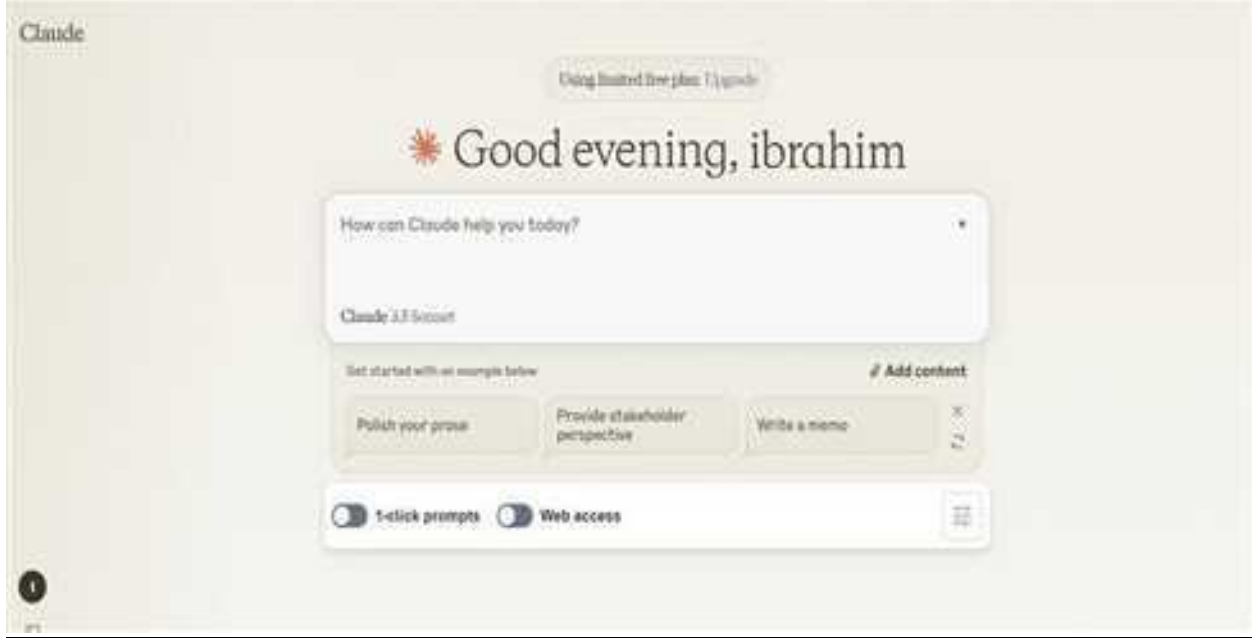 Claude
Using limited free plan Upgrade
Good evening, ibrahim
How can Claude help you today?
Claude 3.5 Sonnet
Get started with an example below
Add content
Polish your prose
Provide stakeholder
perspective
Write a memo
1-click prompts Web access